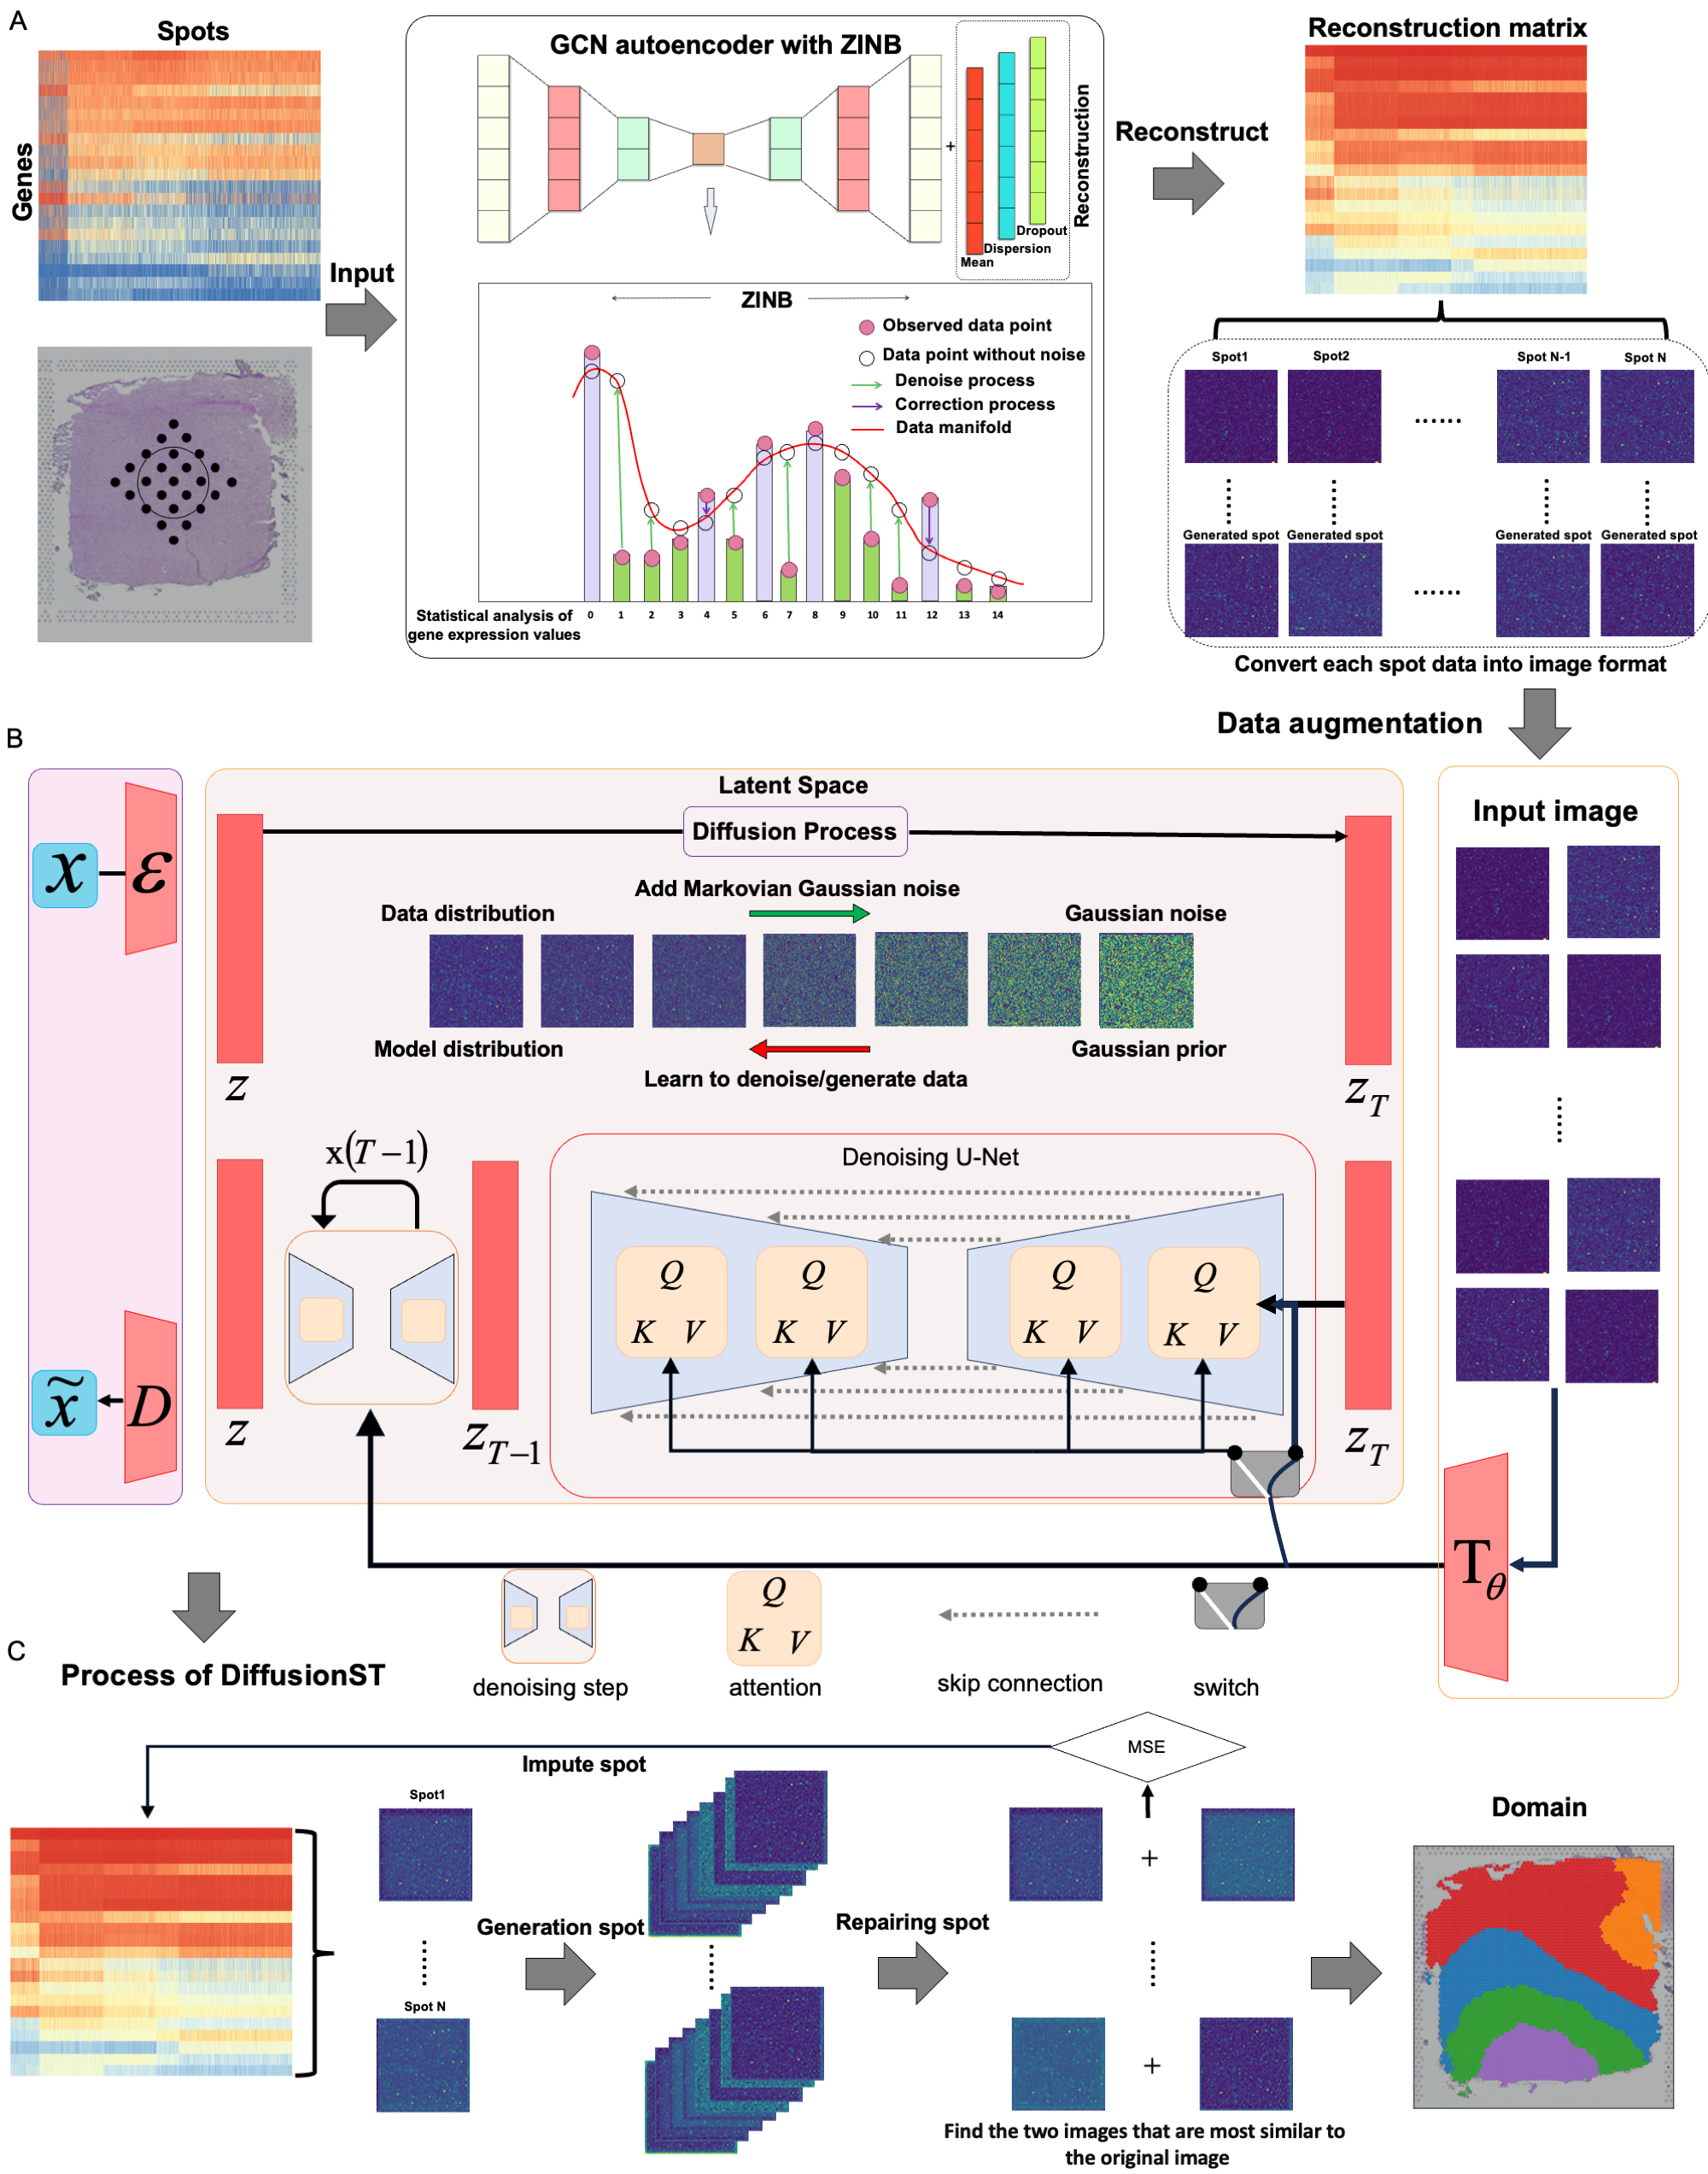 A
Spots
Genes
Input
GCN autoencoder with ZINB
+
Mean
Dispersion
Dropout
Reconstruction
ZINB
Observed data point
Data point without noise
Denoise process
Correction process
Data manifold
Statistical analysis of
gene expression values
0 1 2 3 4 5 6 7 8 9 10 11 12 13 14
Reconstruct
Reconstruction matrix
Spot1 Spot2 Spot N-1 Spot N
Generated spot Generated spot Generated spot Generated spot
Convert each spot data into image format
Data augmentation
B
x ε
Latent Space
Diffusion Process
Add Markovian Gaussian noise
Data distribution
Gaussian noise
Model distribution
Gaussian prior
Learn to denoise/generate data
z
z_T
Input image
x(T−1)
Denoising U-Net
Q Q Q Q
K V K V K V K V
x̃ D
z
z_{T−1}
z_T
T_θ
Q
K V
denoising step
attention
skip connection
switch
C
Process of DiffusionST
MSE
Impute spot
Spot1
Spot N
Generation spot
Repairing spot
+
+
Find the two images that are most similar to
the original image
Domain